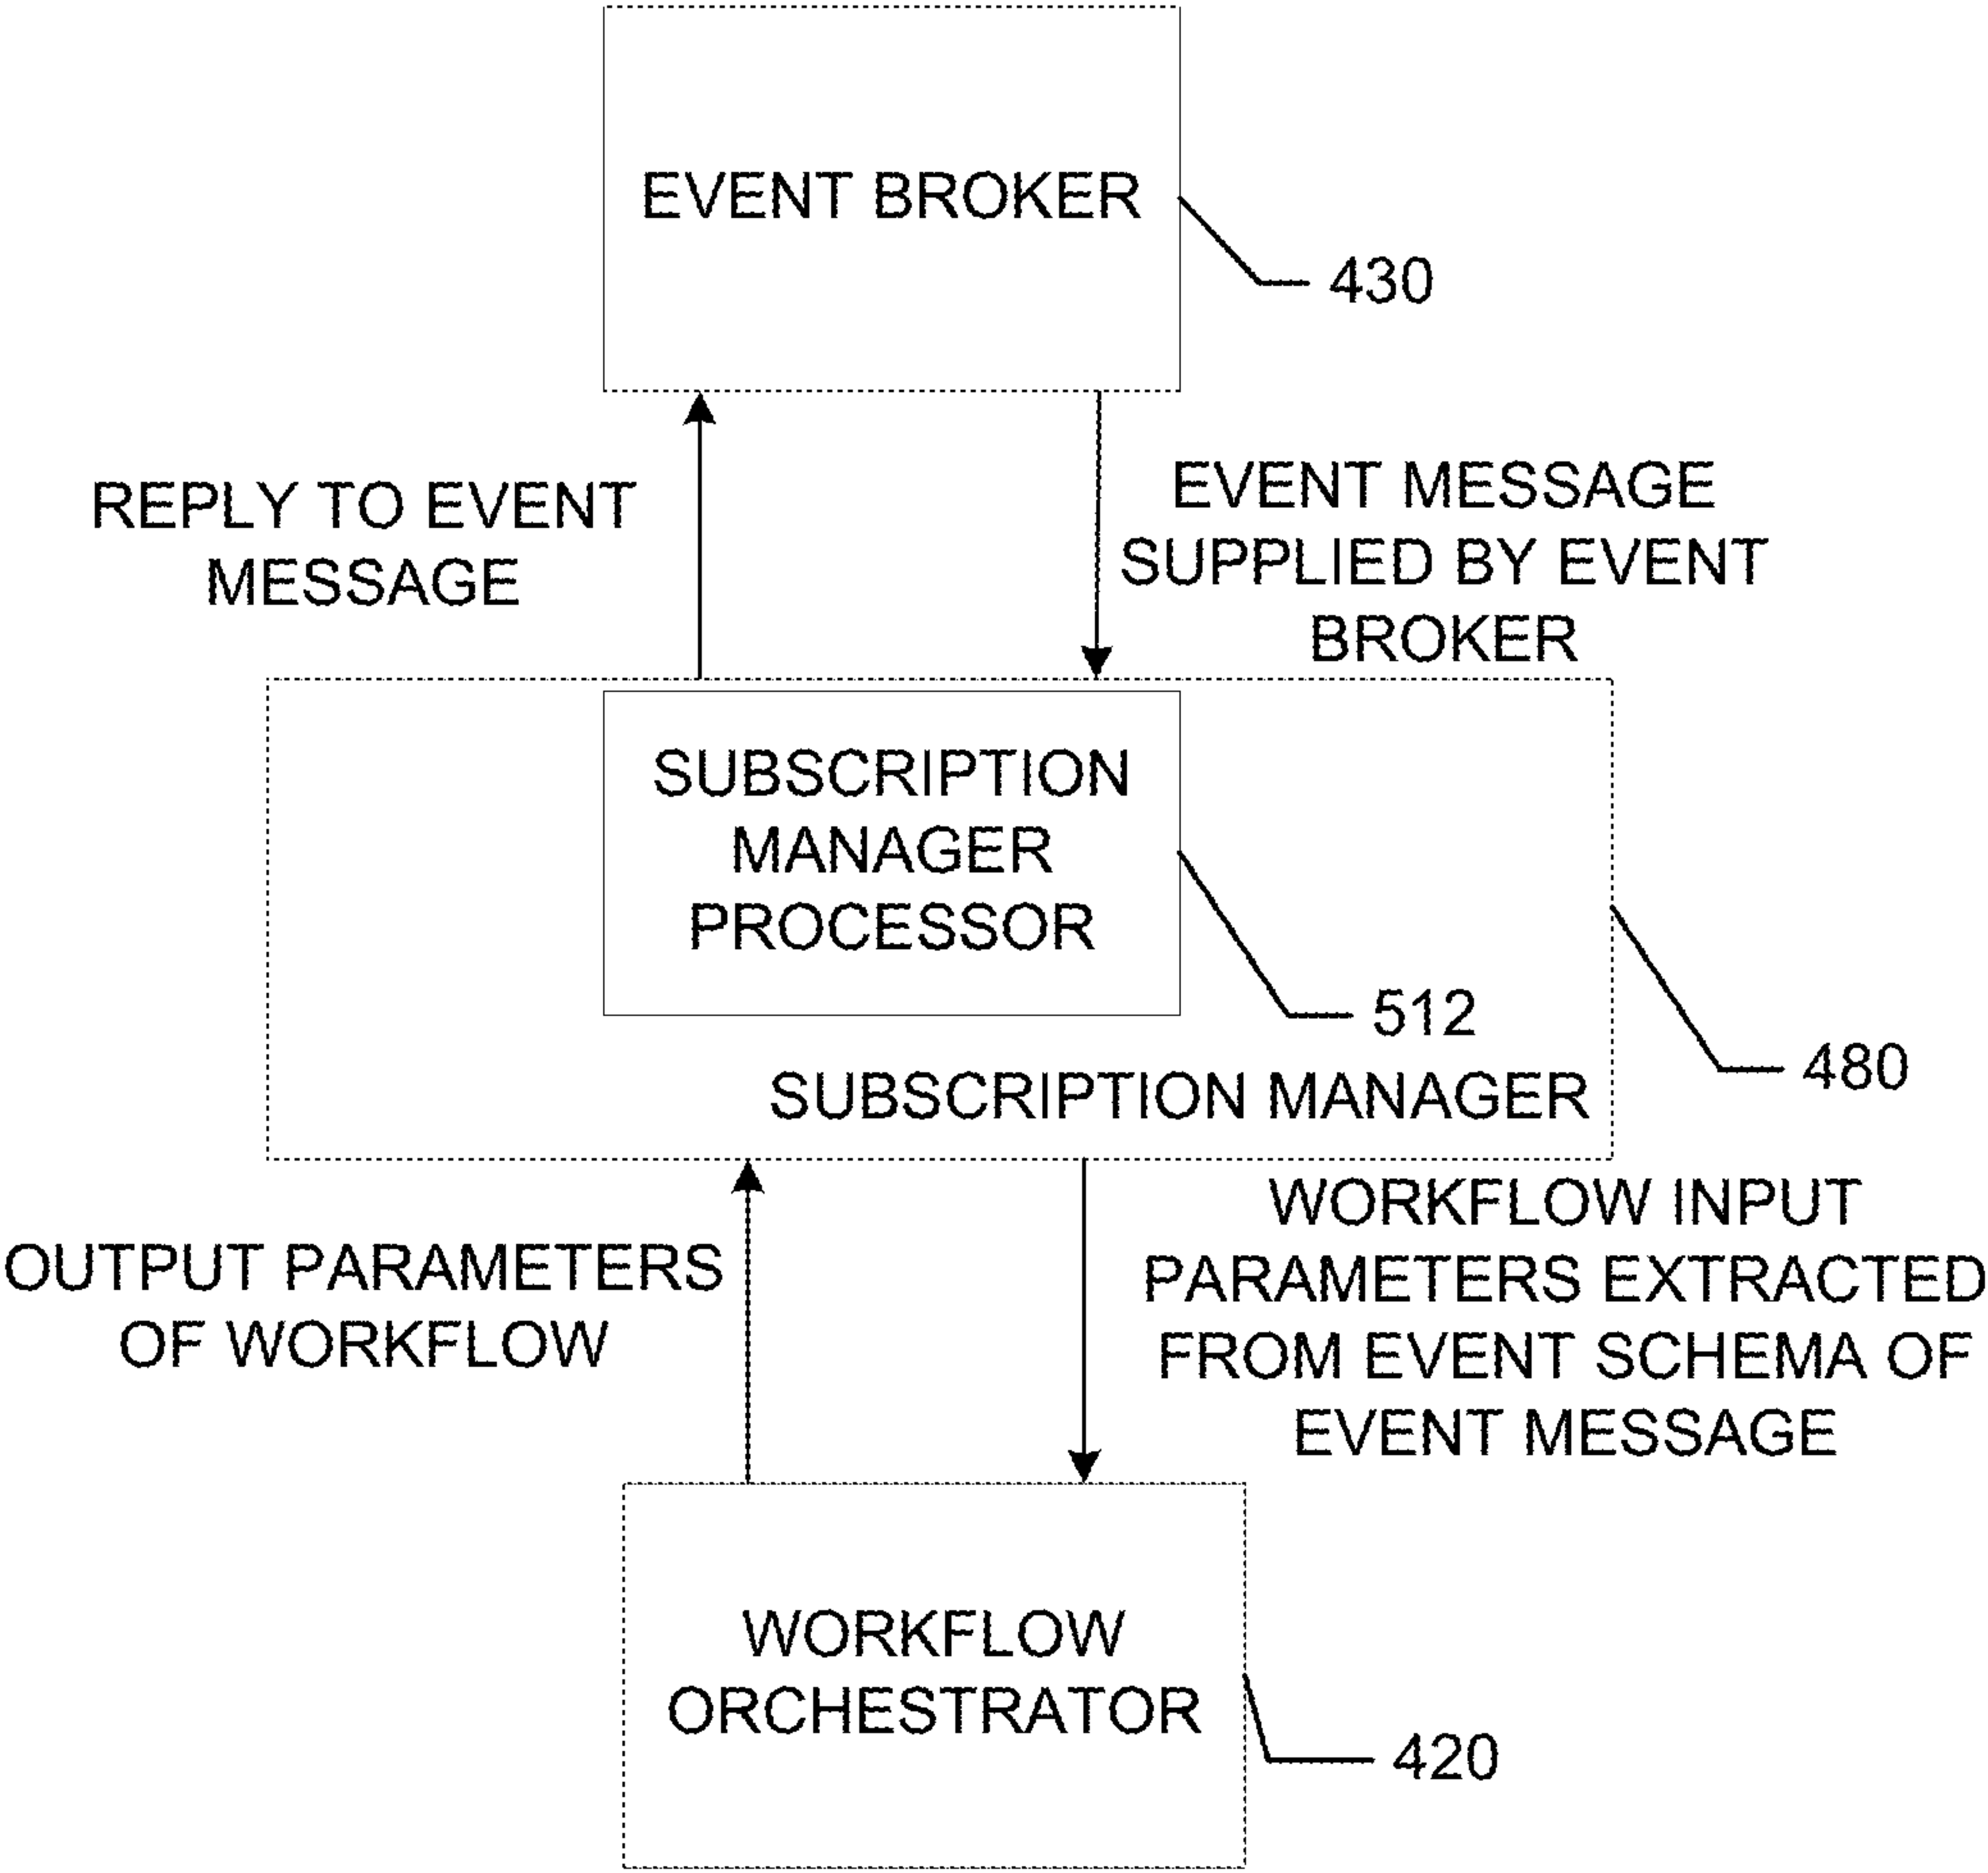 EVENT BROKER
430
REPLY TO EVENT
MESSAGE
EVENT MESSAGE
SUPPLIED BY EVENT
BROKER
SUBSCRIPTION
MANAGER
PROCESSOR
512
480
SUBSCRIPTION MANAGER
OUTPUT PARAMETERS
OF WORKFLOW
WORKFLOW INPUT
PARAMETERS EXTRACTED
FROM EVENT SCHEMA OF
EVENT MESSAGE
WORKFLOW
ORCHESTRATOR
420